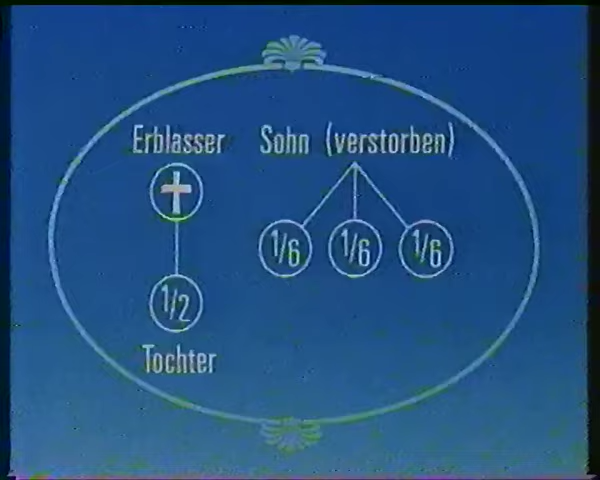 Erblasser Sohn (verstorben)
1/6 1/6 1/6
1/2
Tochter